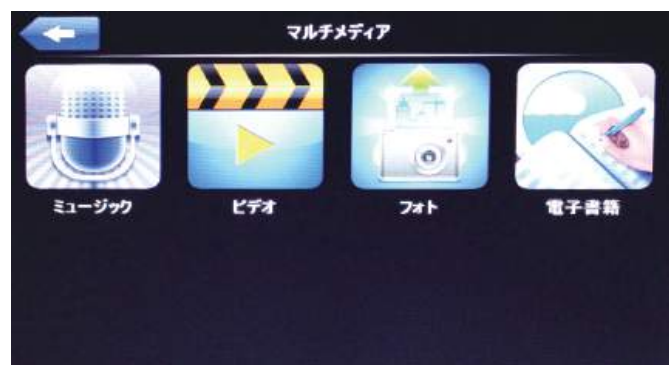 マルチメディア
ミュージック
ビデオ
フォト
電子書籍